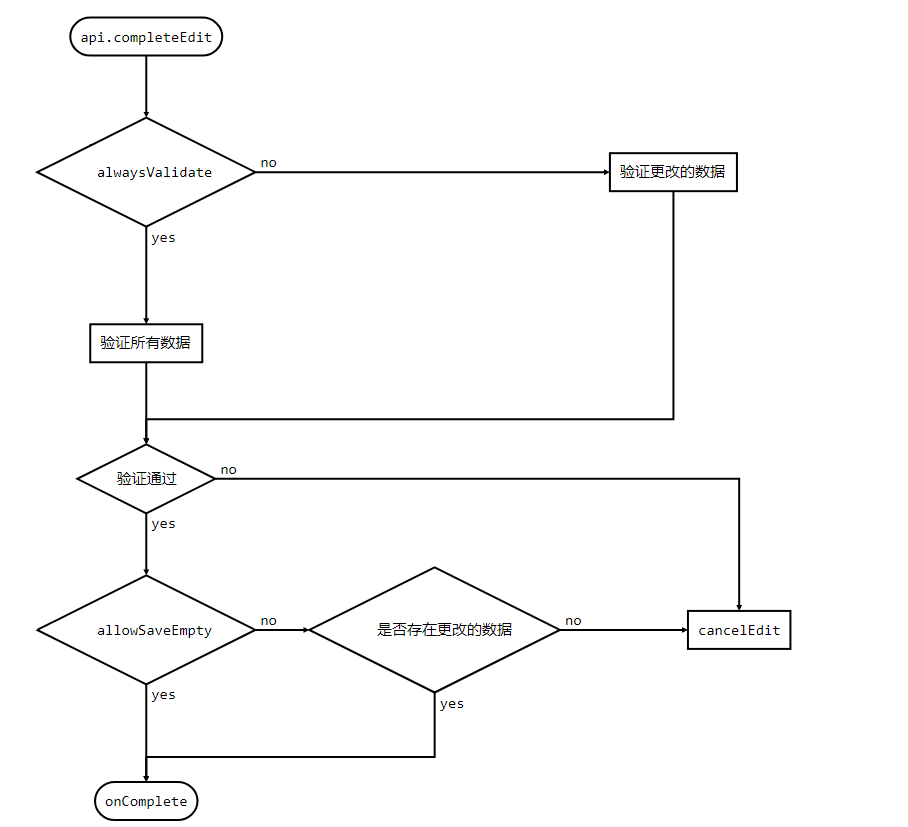 api.completeEdit
alwaysValidate
no
验证更改的数据
yes
验证所有数据
验证通过
no
yes
allowSaveEmpty
no
是否存在更改的数据
no
cancelEdit
yes
yes
onComplete